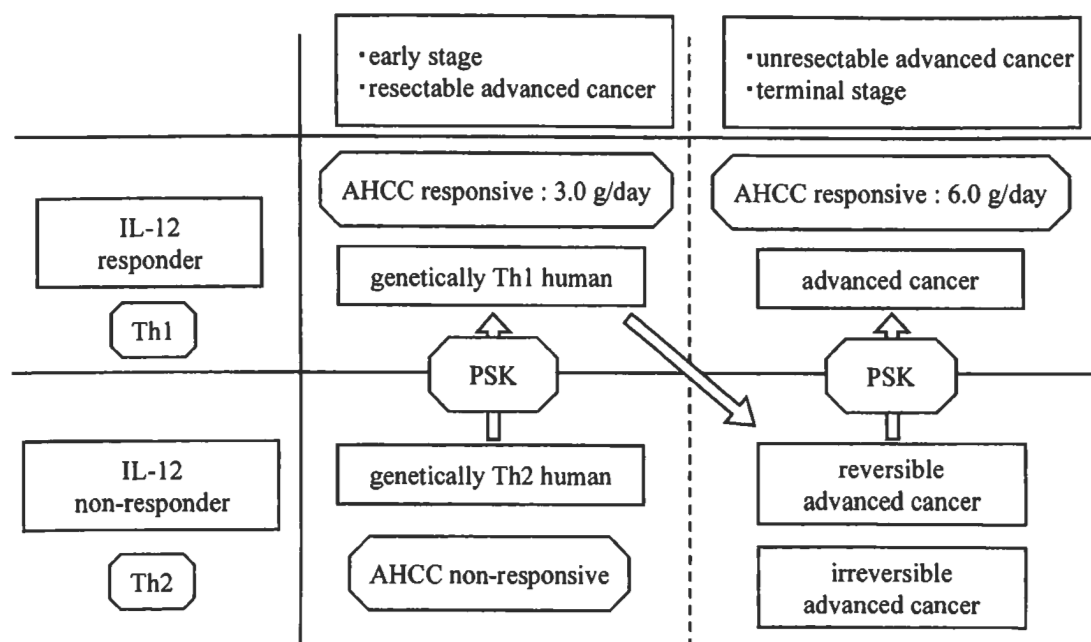 ・early stage
・resectable advanced cancer
・unresectable advanced cancer
・terminal stage
IL-12
responder
Th1
AHCC responsive : 3.0 g/day
genetically Th1 human
AHCC responsive : 6.0 g/day
advanced cancer
PSK
PSK
IL-12
non-responder
Th2
genetically Th2 human
AHCC non-responsive
reversible
advanced cancer
irreversible
advanced cancer